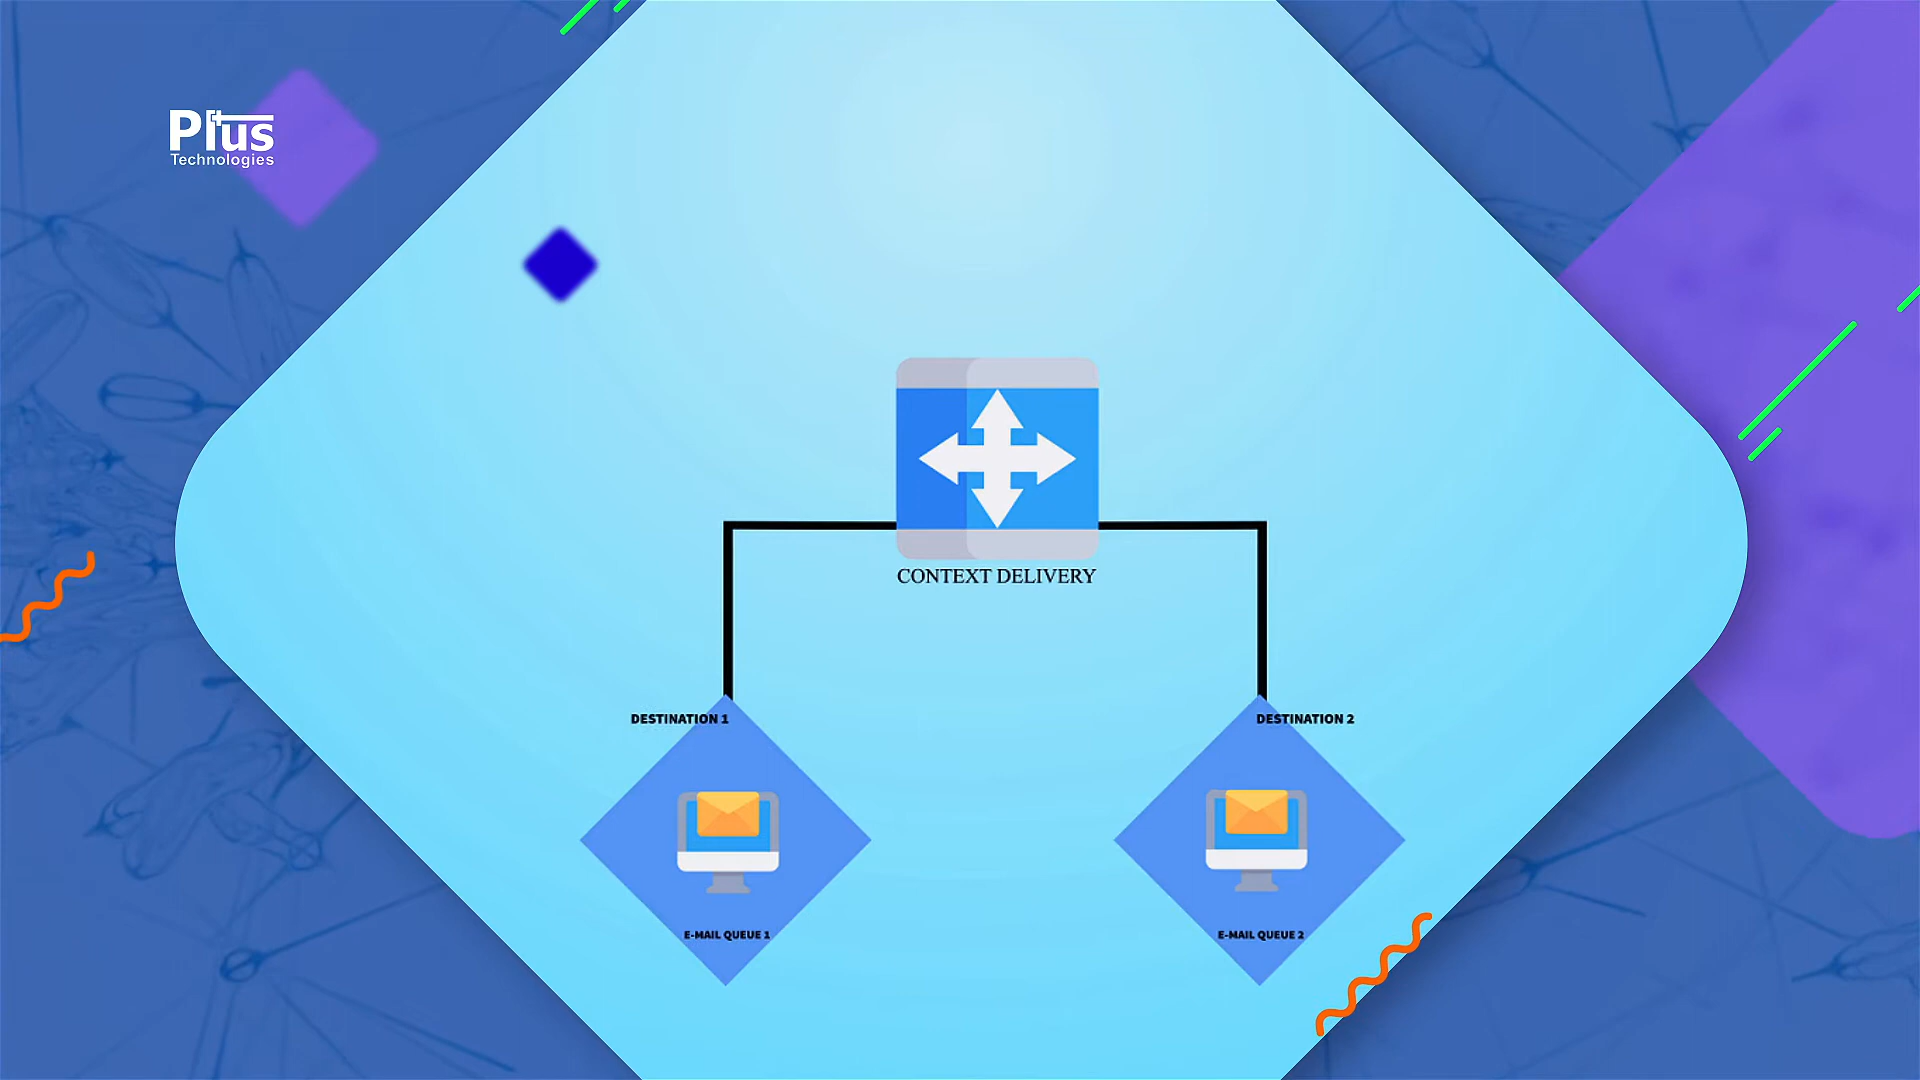 Plus
Technologies
CONTEXT DELIVERY
DESTINATION 1
DESTINATION 2
E-MAIL QUEUE 1
E-MAIL QUEUE 2